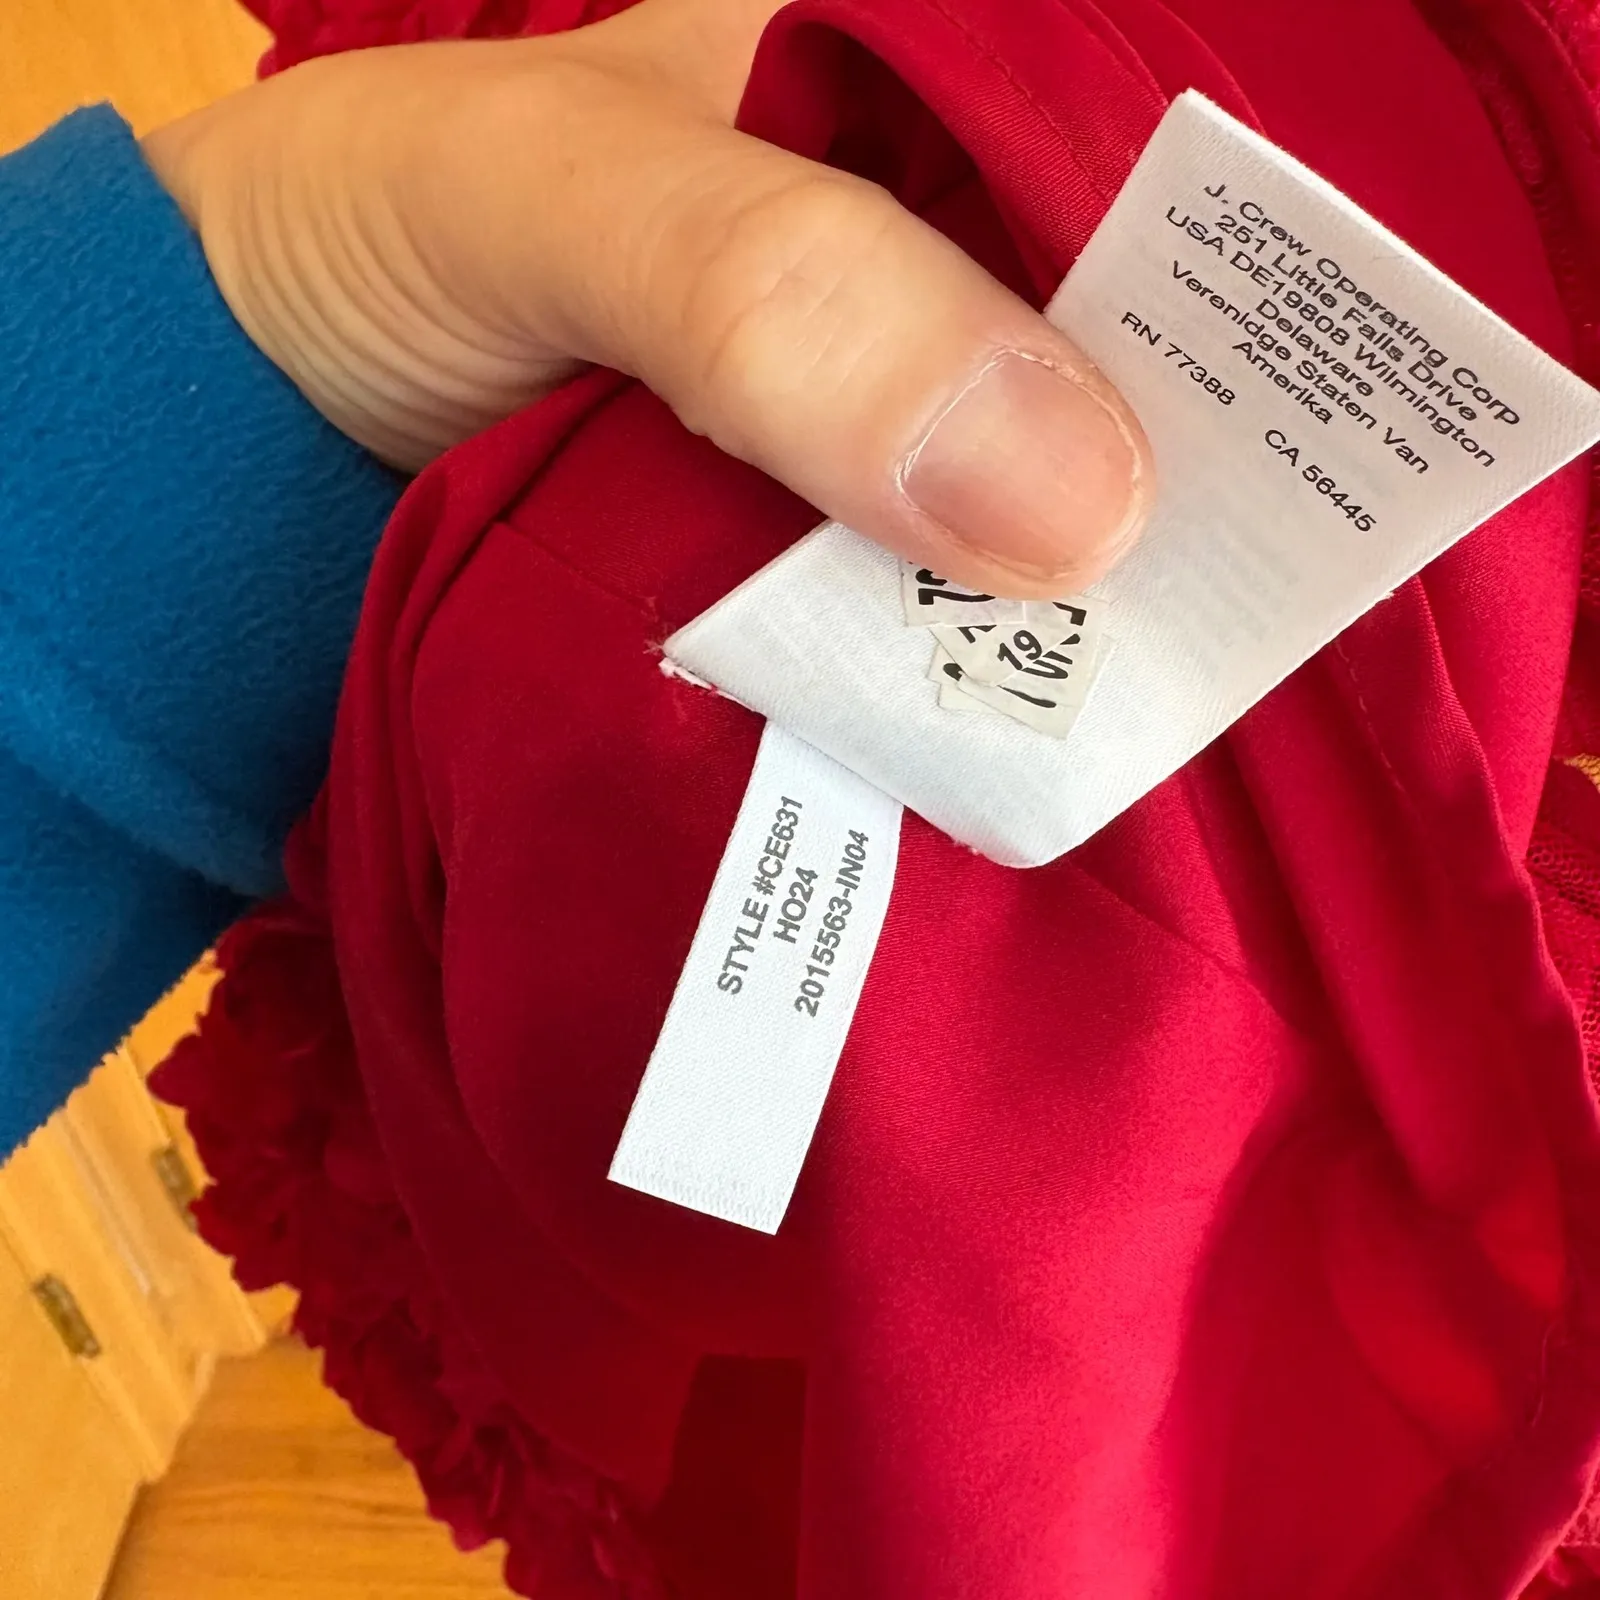 J. Crew Operating Corp
251 Little Falls Drive
USA DE19808 Wilmington
Delaware
Verenidge Staten Van
Amerika
RN 77388 CA 56445
19
STYLE #CE631
HO24
2015563-IN04